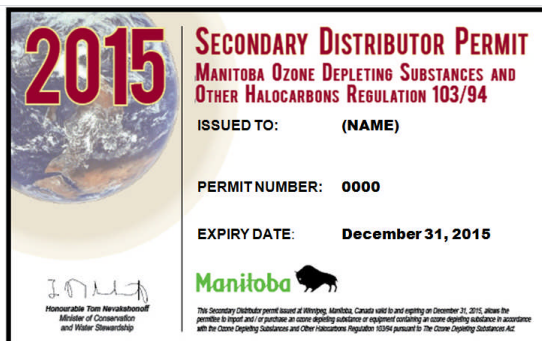 2015
SECONDARY DISTRIBUTOR PERMIT
MANITOBA OZONE DEPLETING SUBSTANCES AND
OTHER HALOCARBONS REGULATION 103/94
ISSUED TO: (NAME)
PERMIT NUMBER: 0000
EXPIRY DATE: December 31, 2015
Manitoba
Honourable Tom Nevakshonoff
Minister of Conservation
and Water Stewardship
This Secondary Distributor permit issued at Winnipeg, Manitoba, Canada valid to and expiring on December 31, 2015, allows the
permittee to import and / or purchase an ozone depleting substance or equipment containing an ozone depleting substance in accordance
with the Ozone Depleting Substances and Other Halocarbons Regulation 103/94 pursuant to The Ozone Depleting Substances Act.